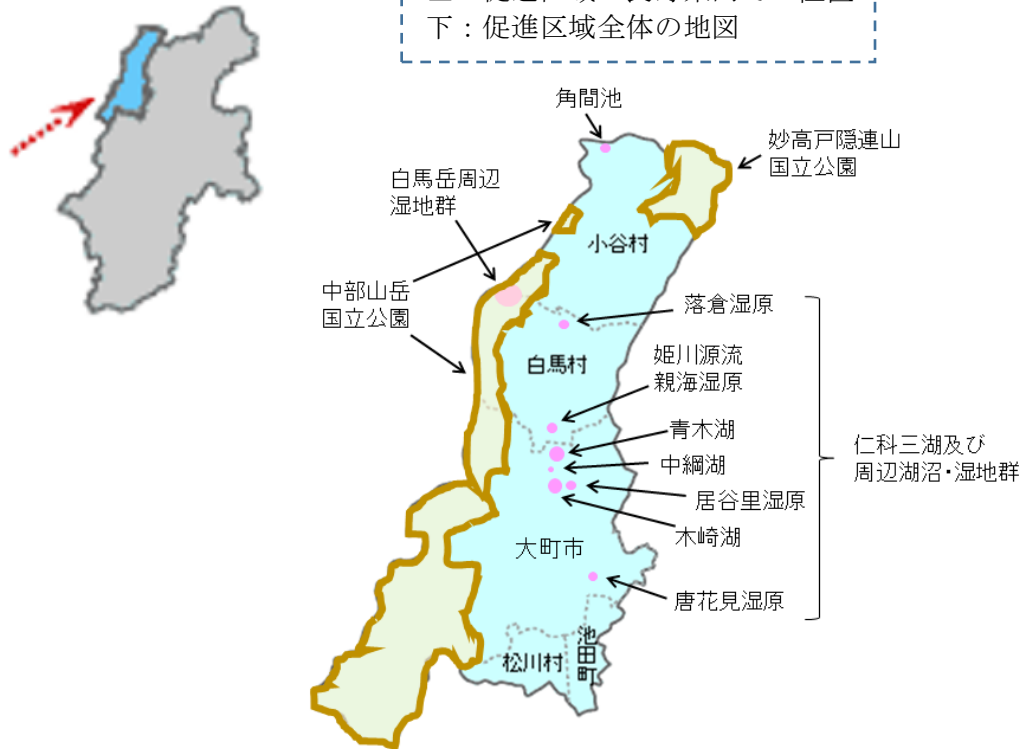 下:促進区域全体の地図
角間池
妙高戸隠連山
国立公園
白馬岳周辺
湿地群
小谷村
中部山岳
国立公園
落倉湿原
白馬村
姫川源流
親海湿原
青木湖
中綱湖
仁科三湖及び
周辺湖沼・湿地群
居谷里湿原
木崎湖
大町市
唐花見湿原
池田町
松川村